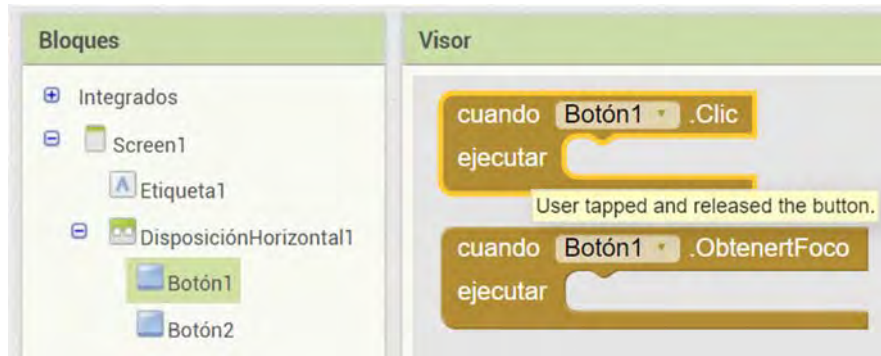 Bloques
Visor
Integrados
Screen1
Etiqueta1
DisposiciónHorizontal1
Botón1
Botón2
cuando Botón1 .Clic
ejecutar
User tapped and released the button.
cuando Botón1 .ObtenertFoco
ejecutar